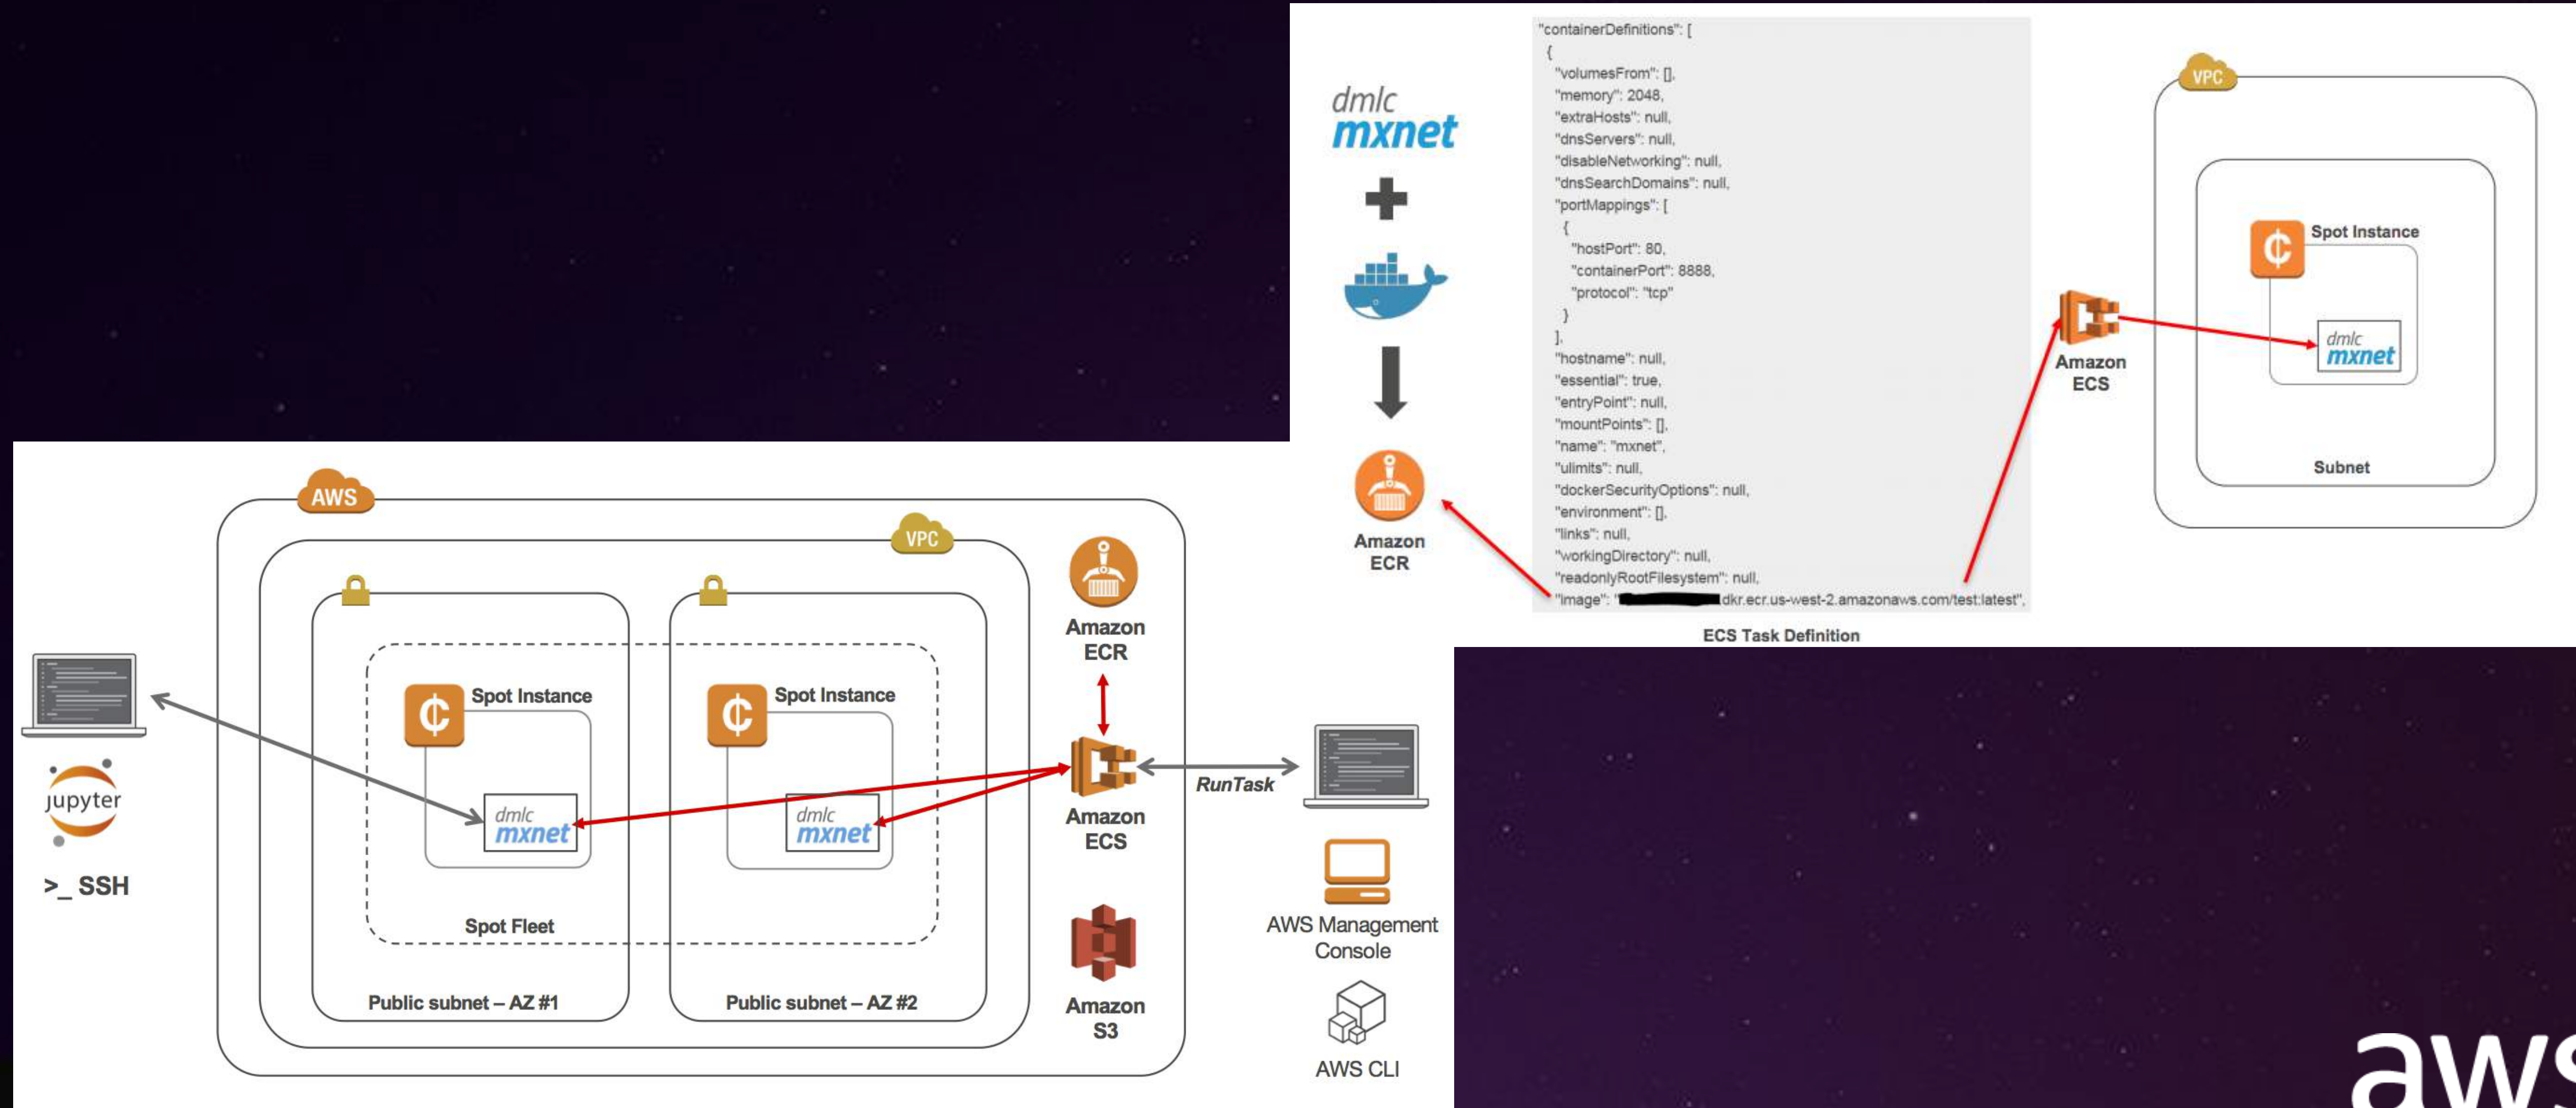 dmlc
mxnet
Amazon
ECR
"containerDefinitions": [
{
"volumesFrom": [],
"memory": 2048,
"extraHosts": null,
"dnsServers": null,
"disableNetworking": null,
"dnsSearchDomains": null,
"portMappings": [
{
"hostPort": 80,
"containerPort": 8888,
"protocol": "tcp"
}
],
"hostname": null,
"essential": true,
"entryPoint": null,
"mountPoints": [],
"name": "mxnet",
"ulimits": null,
"dockerSecurityOptions": null,
"environment": [],
"links": null,
"workingDirectory": null,
"readonlyRootFilesystem": null,
"image": " dkr.ecr.us-west-2.amazonaws.com/test:latest",
ECS Task Definition
Amazon
ECS
VPC
Spot Instance
dmlc
mxnet
Subnet
jupyter
>_ SSH
AWS
VPC
Spot Instance
dmlc
mxnet
Spot Instance
dmlc
mxnet
Spot Fleet
Public subnet – AZ #1
Public subnet – AZ #2
Amazon
ECR
Amazon
ECS
Amazon
S3
RunTask
AWS Management
Console
AWS CLI
aws